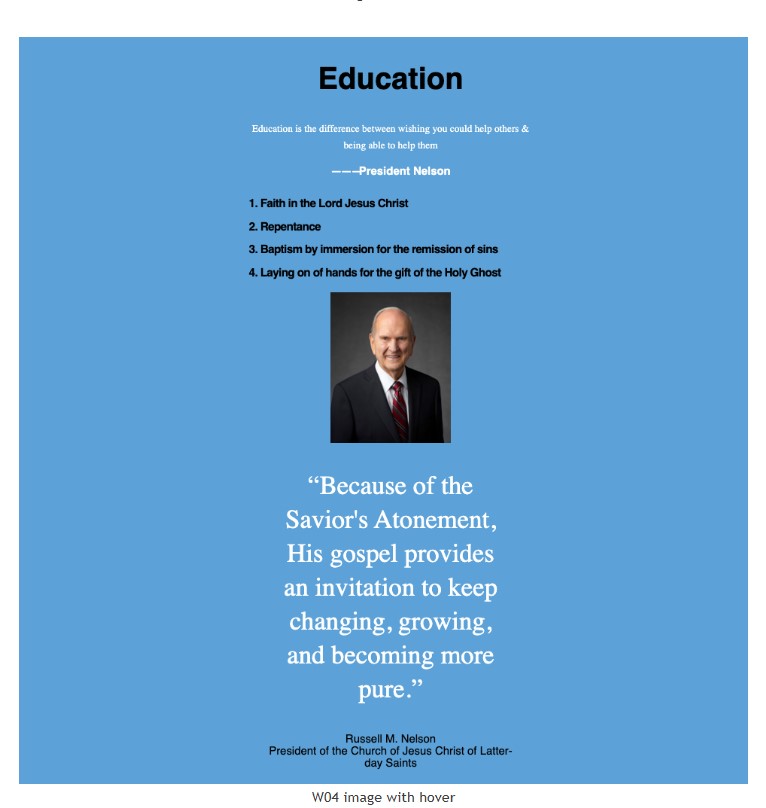 Education
Education is the difference between wishing you could help others &
being able to help them
———President Nelson
1. Faith in the Lord Jesus Christ
2. Repentance
3. Baptism by immersion for the remission of sins
4. Laying on of hands for the gift of the Holy Ghost
“Because of the
Savior's Atonement,
His gospel provides
an invitation to keep
changing, growing,
and becoming more
pure.”
Russell M. Nelson
President of the Church of Jesus Christ of Latter-
day Saints
W04 image with hover